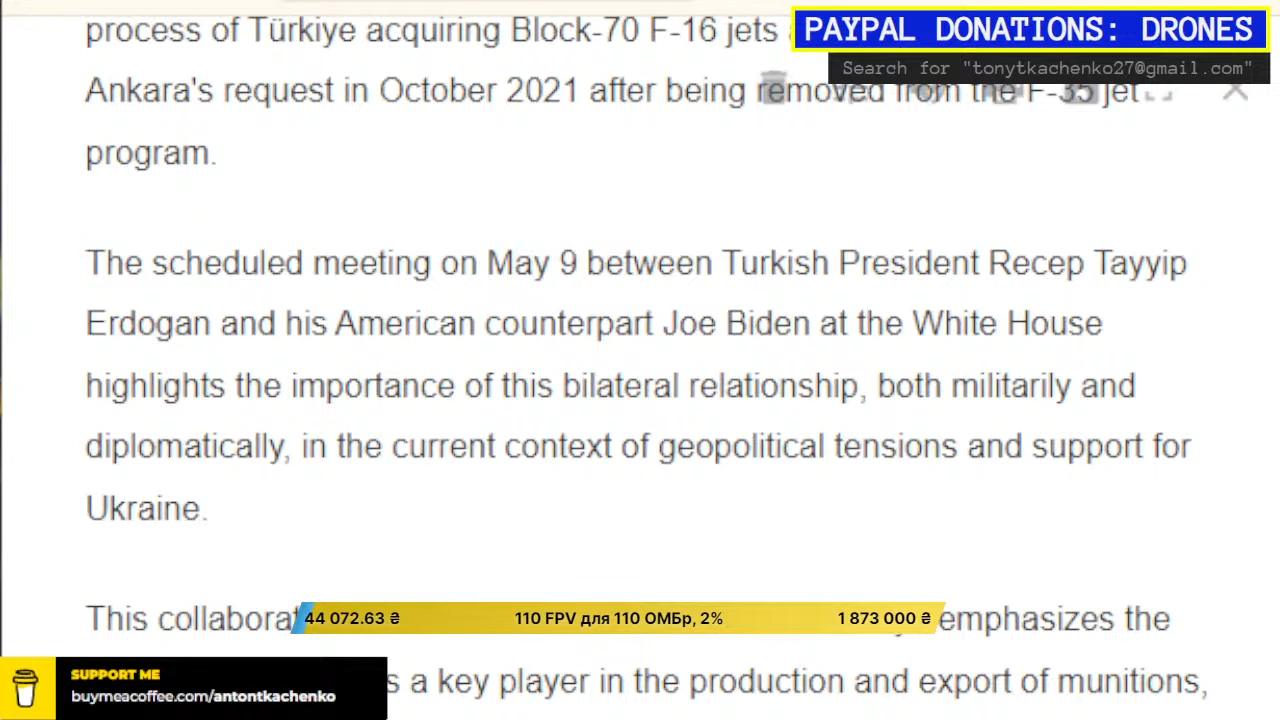 process of Türkiye acquiring Block-70 F-16 jets
PAYPAL DONATIONS: DRONES
Search for "tonytkachenko27@gmail.com"
Ankara's request in October 2021 after being removed from the F-35 jet
program.
The scheduled meeting on May 9 between Turkish President Recep Tayyip
Erdogan and his American counterpart Joe Biden at the White House
highlights the importance of this bilateral relationship, both militarily and
diplomatically, in the current context of geopolitical tensions and support for
Ukraine.
This collaborat emphasizes the
44 072.63 ₴ 110 FPV для 110 ОМБр, 2% 1 873 000 ₴
s a key player in the production and export of munitions,
SUPPORT ME
buymeacoffee.com/antontkachenko